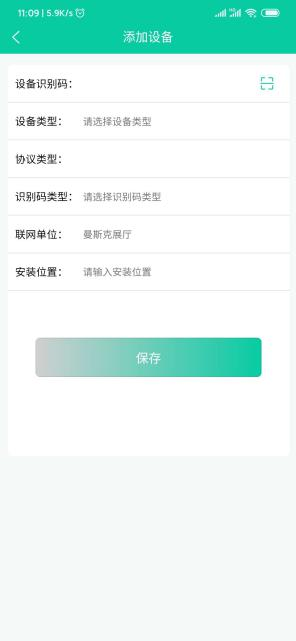 11:09 | 5.9K/s
添加设备
设备识别码：
设备类型： 请选择设备类型
协议类型：
识别码类型： 请选择识别码类型
联网单位： 曼斯克展厅
安装位置： 请输入安装位置
保存